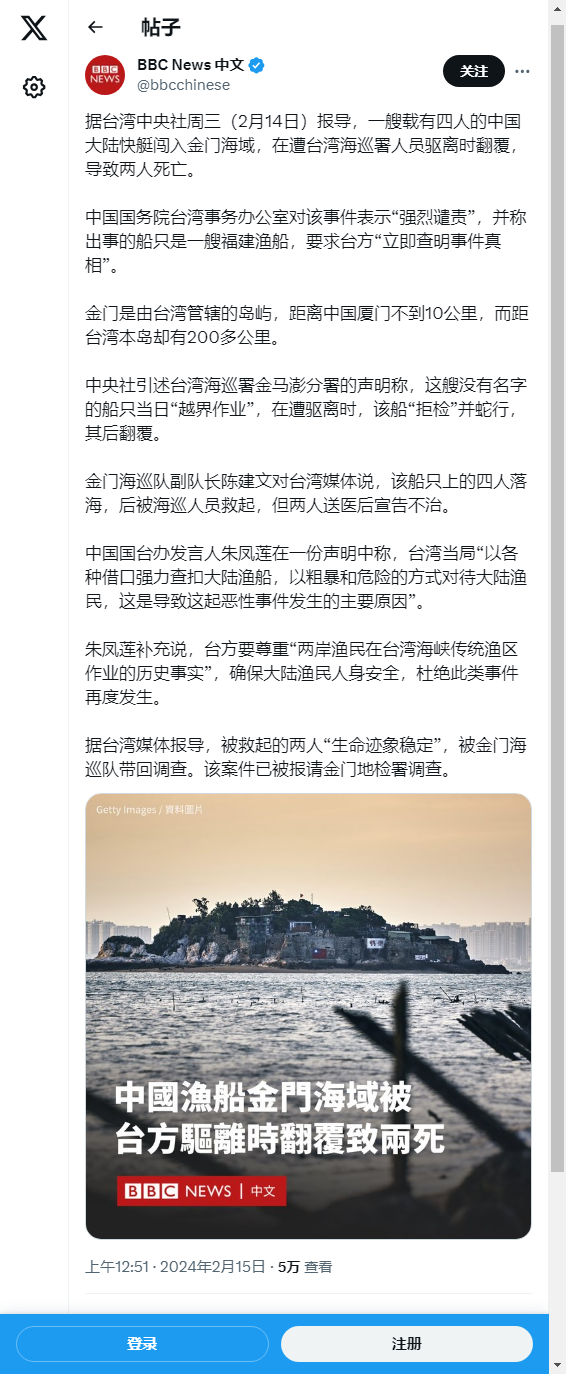 帖子
BBC NEWS
BBC News 中文
@bbcchinese
关注
据台湾中央社周三（2月14日）报导，一艘载有四人的中国
大陆快艇闯入金门海域，在遭台湾海巡署人员驱离时翻覆，
导致两人死亡。
中国国务院台湾事务办公室对该事件表示“强烈谴责”，并称
出事的船只是一艘福建渔船，要求台方“立即查明事件真
相”。
金门是由台湾管辖的岛屿，距离中国厦门不到10公里，而距
台湾本岛却有200多公里。
中央社引述台湾海巡署金马澎分署的声明称，这艘没有名字
的船只当日“越界作业”，在遭驱离时，该船“拒检”并蛇行，
其后翻覆。
金门海巡队副队长陈建文对台湾媒体说，该船只上的四人落
海，后被海巡人员救起，但两人送医后宣告不治。
中国国台办发言人朱凤莲在一份声明中称，台湾当局“以各
种借口强力查扣大陆渔船，以粗暴和危险的方式对待大陆渔
民，这是导致这起恶性事件发生的主要原因”。
朱凤莲补充说，台方要尊重“两岸渔民在台湾海峡传统渔区
作业的历史事实”，确保大陆渔民人身安全，杜绝此类事件
再度发生。
据台湾媒体报导，被救起的两人“生命迹象稳定”，被金门海
巡队带回调查。该案件已被报请金门地检署调查。
Getty Images / 資料圖片
中國漁船金門海域被
台方驅離時翻覆致兩死
BBC NEWS | 中文
上午12:51 · 2024年2月15日 · 5万 查看
登录
注册